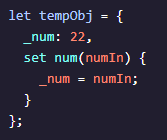 let tempObj = {
  _num: 22,
  set num(numIn) {
    _num = numIn;
  }
};